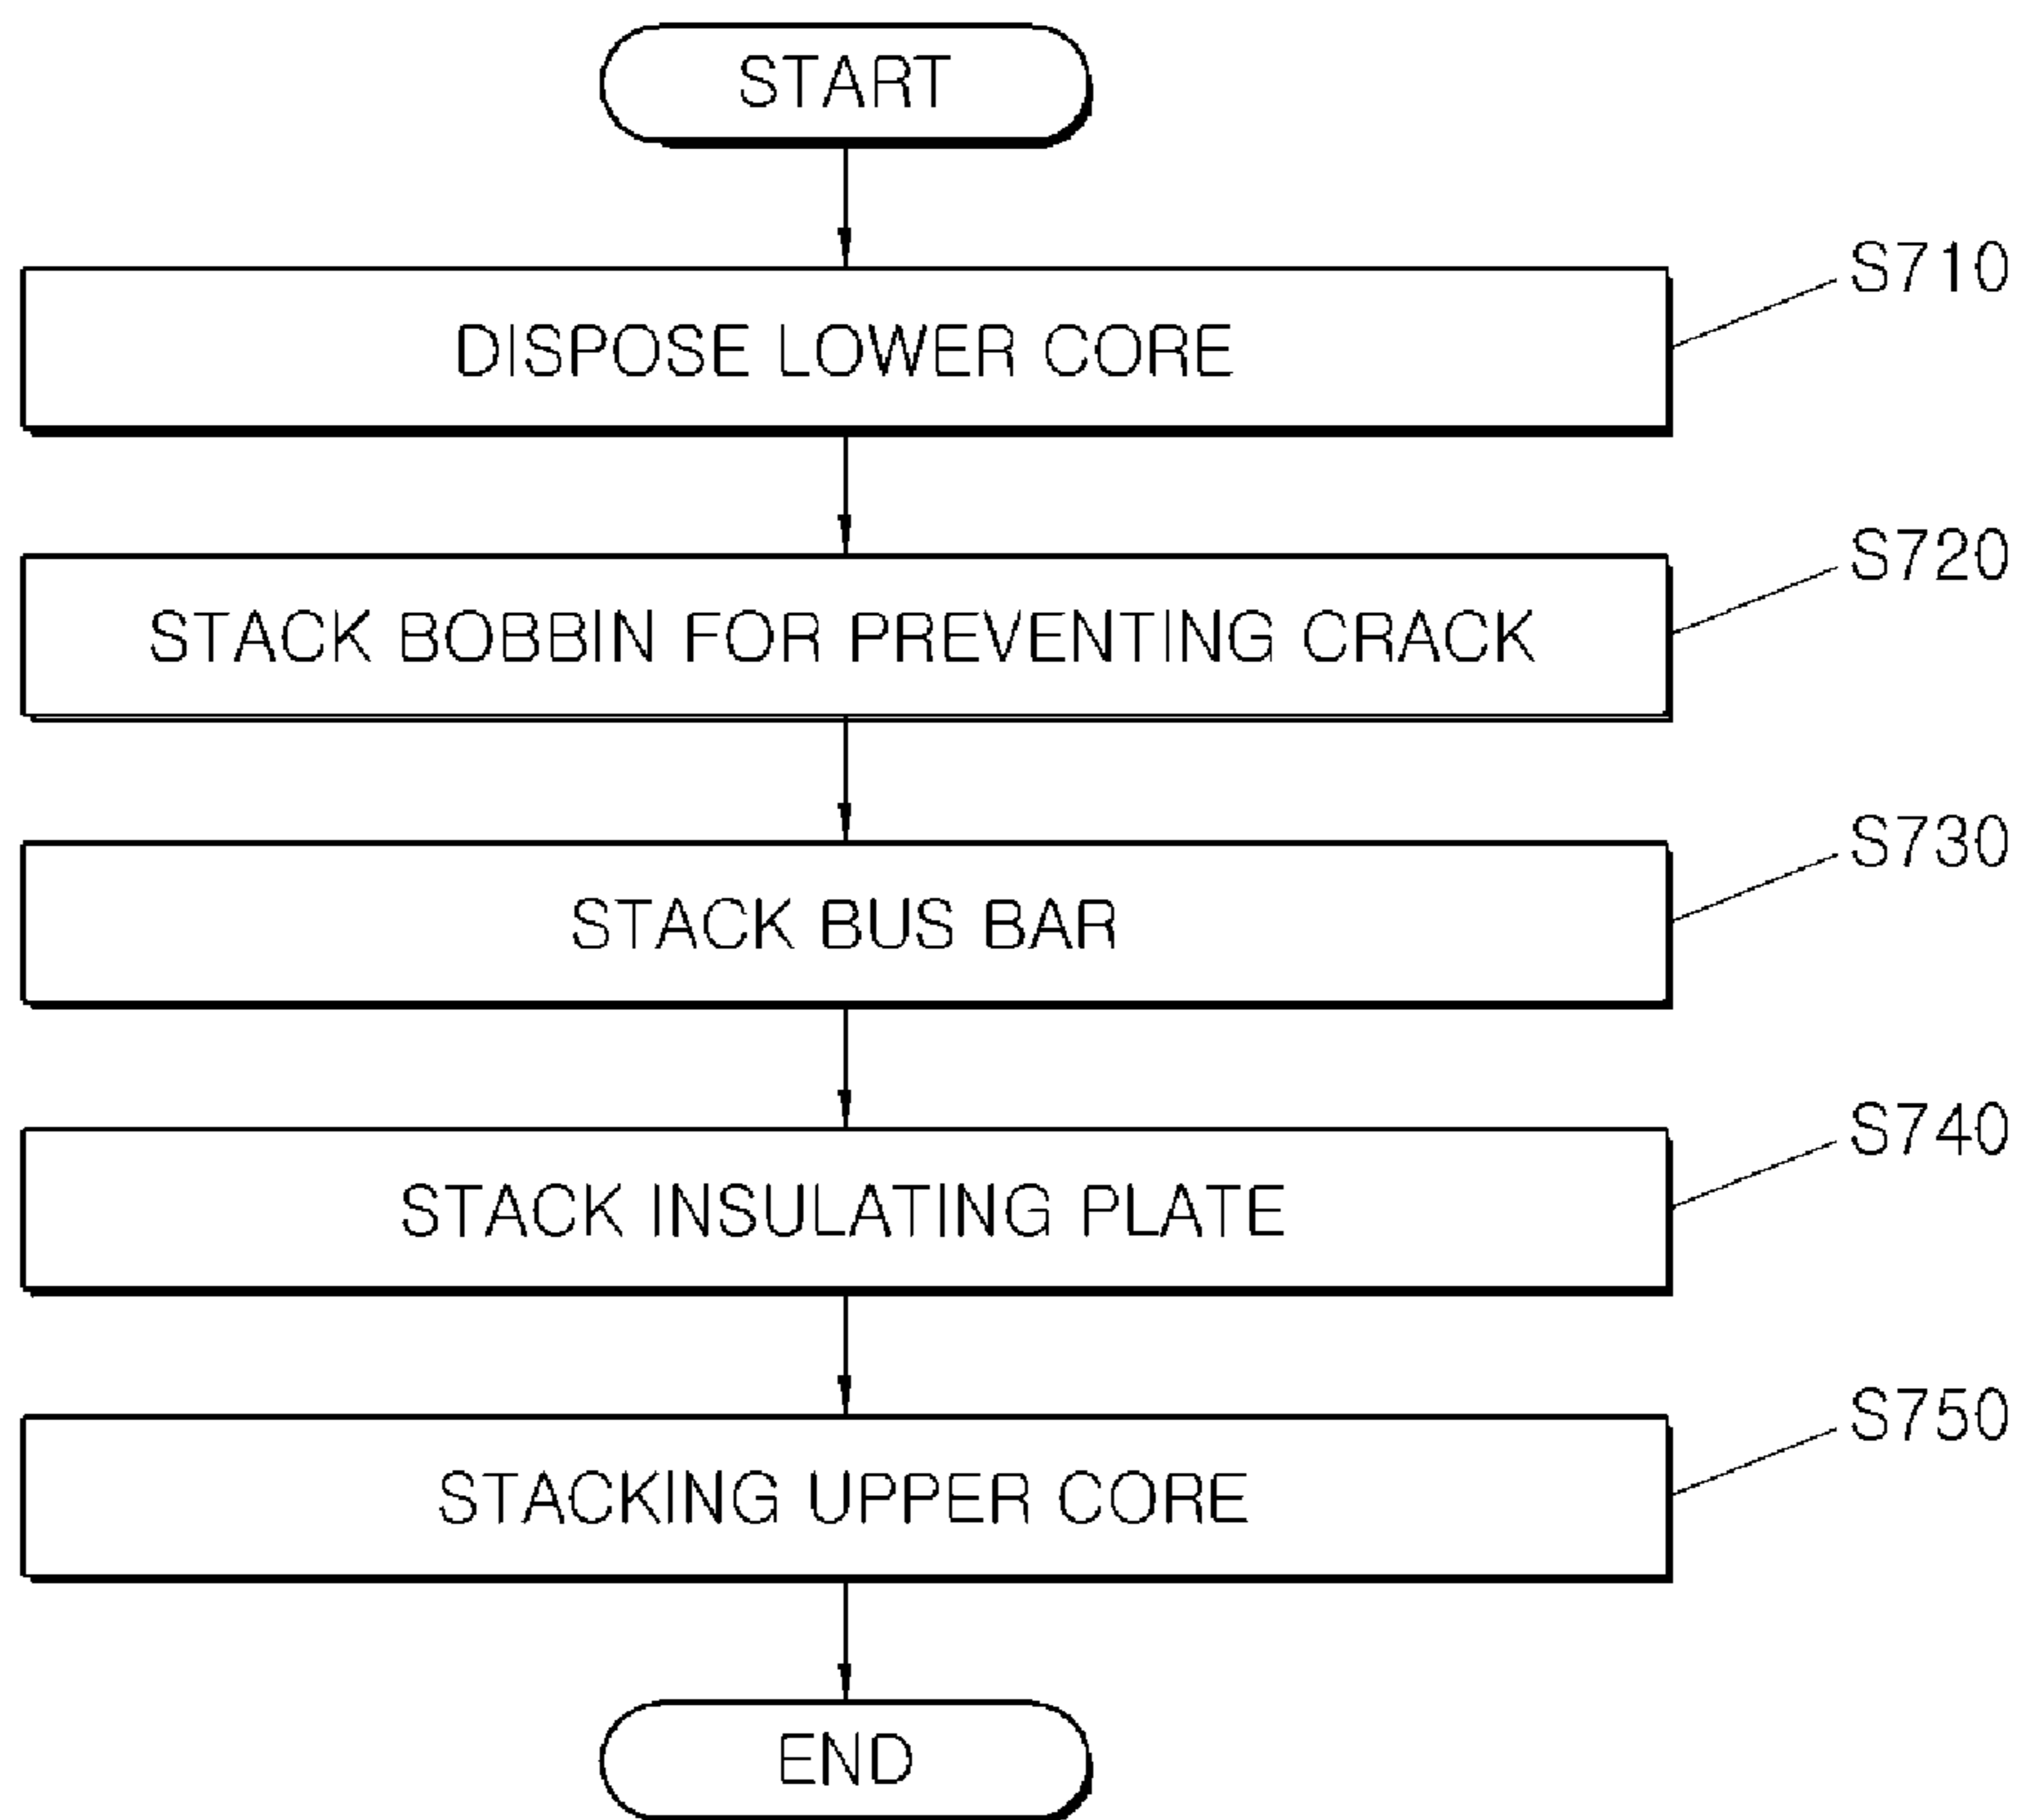 START
S710
DISPOSE LOWER CORE
S720
STACK BOBBIN FOR PREVENTING CRACK
S730
STACK BUS BAR
S740
STACK INSULATING PLATE
S750
STACKING UPPER CORE
END